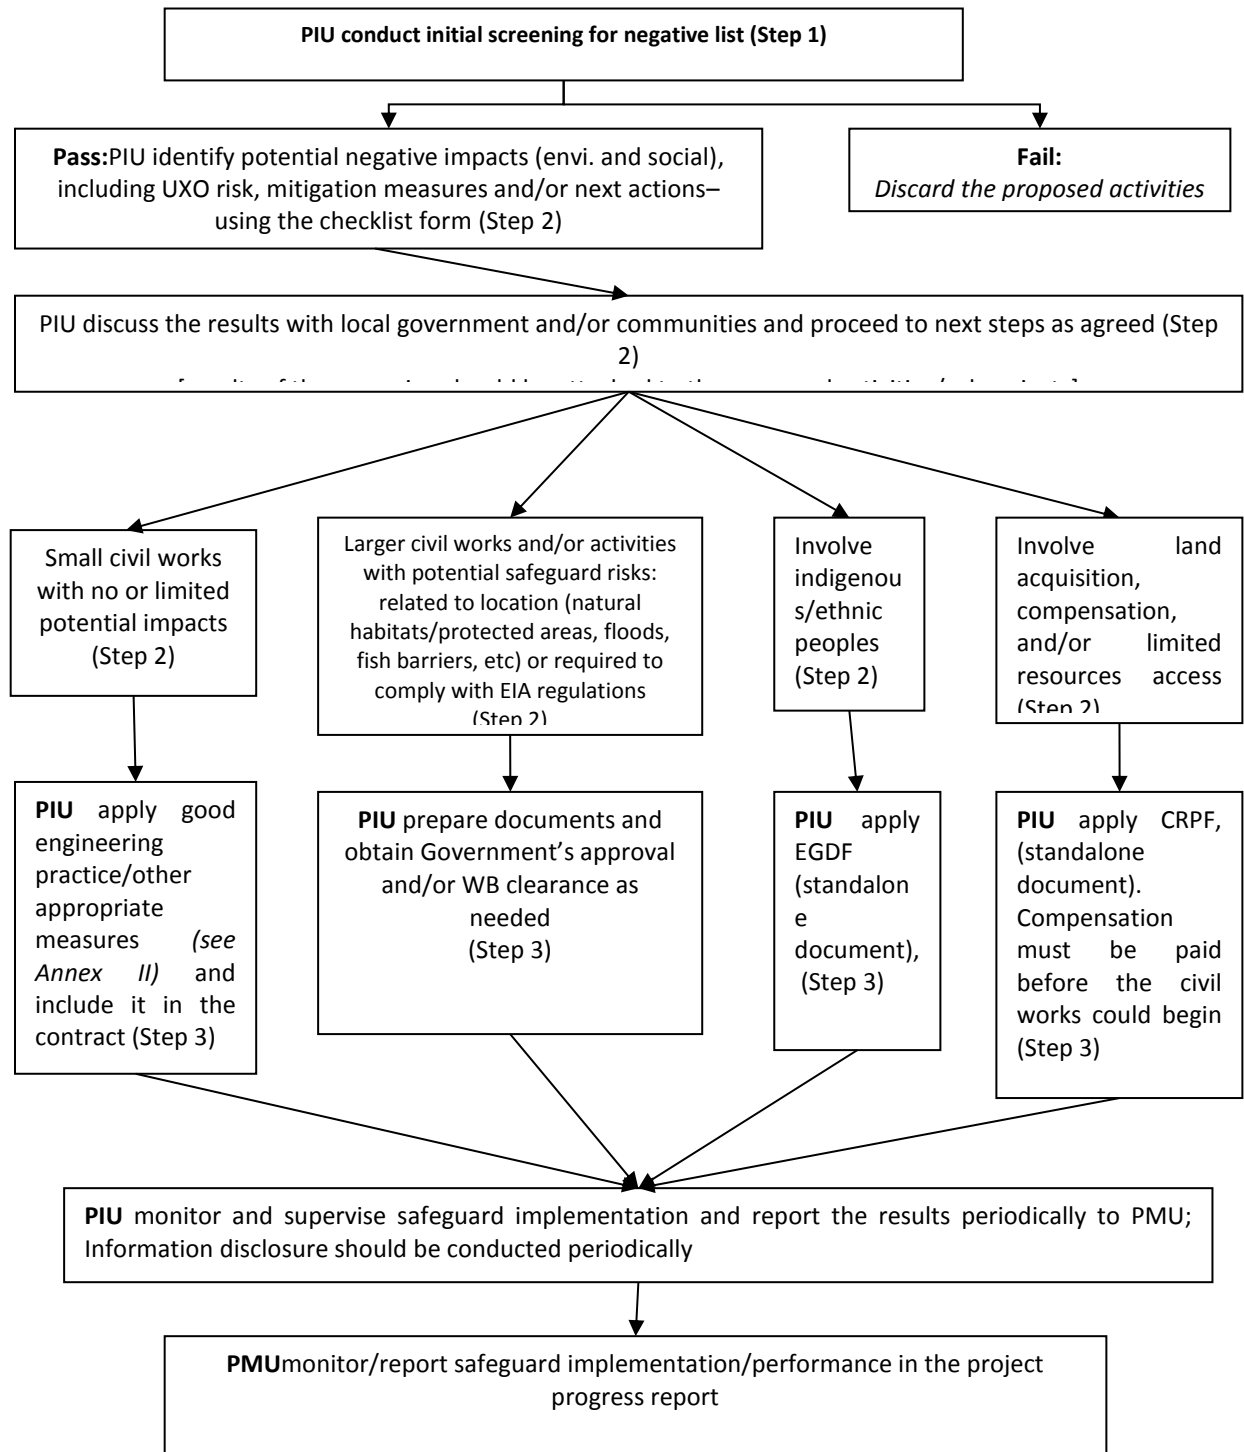 PIU conduct initial screening for negative list (Step 1)
Pass:PIU identify potential negative impacts (envi. and social),
including UXO risk, mitigation measures and/or next actions–
using the checklist form (Step 2)
Fail:
Discard the proposed activities
PIU discuss the results with local government and/or communities and proceed to next steps as agreed (Step
2)
Small civil works
with no or limited
potential impacts
(Step 2)
Larger civil works and/or activities
with potential safeguard risks:
related to location (natural
habitats/protected areas, floods,
fish barriers, etc) or required to
comply with EIA regulations
(Step 2)
Involve
indigenou
s/ethnic
peoples
(Step 2)
Involve land
acquisition,
compensation,
and/or limited
resources access
(Step 2)
PIU apply good
engineering
practice/other
appropriate
measures (see
Annex II) and
include it in the
contract (Step 3)
PIU prepare documents and
obtain Government’s approval
and/or WB clearance as
needed
(Step 3)
PIU apply
EGDF
(standalon
e
document),
(Step 3)
PIU apply CRPF,
(standalone
document).
Compensation
must be paid
before the civil
works could begin
(Step 3)
PIU monitor and supervise safeguard implementation and report the results periodically to PMU;
Information disclosure should be conducted periodically
PMUmonitor/report safeguard implementation/performance in the project
progress report